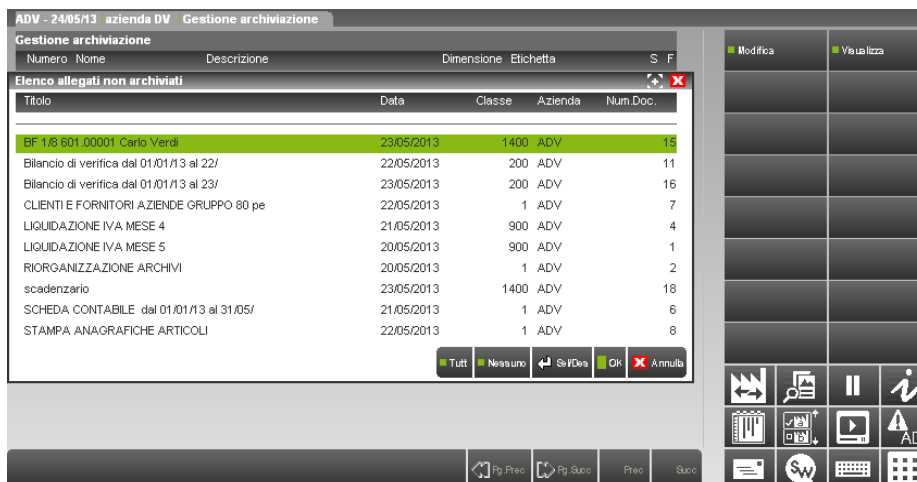 ADV - 24/05/13 azienda DV Gestione archiviazione
Gestione archiviazione
Numero Nome Descrizione Dimensione Etichetta S F
Elenco allegati non archiviati
Titolo Data Classe Azienda Num.Doc.
BF 1/8 601.00001 Carlo Verdi 23/05/2013 1400 ADV 15
Bilancio di verifica dal 01/01/13 al 22/ 22/05/2013 200 ADV 11
Bilancio di verifica dal 01/01/13 al 23/ 23/05/2013 200 ADV 16
CLIENTI E FORNITORI AZIENDE GRUPPO 80 pe 22/05/2013 1 ADV 7
LIQUIDAZIONE IVA MESE 4 21/05/2013 900 ADV 4
LIQUIDAZIONE IVA MESE 5 20/05/2013 900 ADV 1
RIORGANIZZAZIONE ARCHIVI 20/05/2013 1 ADV 2
scadenzario 23/05/2013 1400 ADV 18
SCHEDA CONTABILE dal 01/01/13 al 31/05/ 21/05/2013 1 ADV 6
STAMPA ANAGRAFICHE ARTICOLI 22/05/2013 1 ADV 8
Tutt Nessuno Sel/Des Ok Annulla
Pg.Prec Pg.Succ Prec Succ
Modifica Visualizza
AD
SW